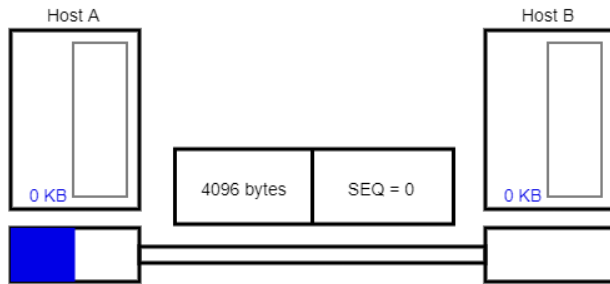 Host A
Host B
4096 bytes
SEQ = 0
0 KB
0 KB